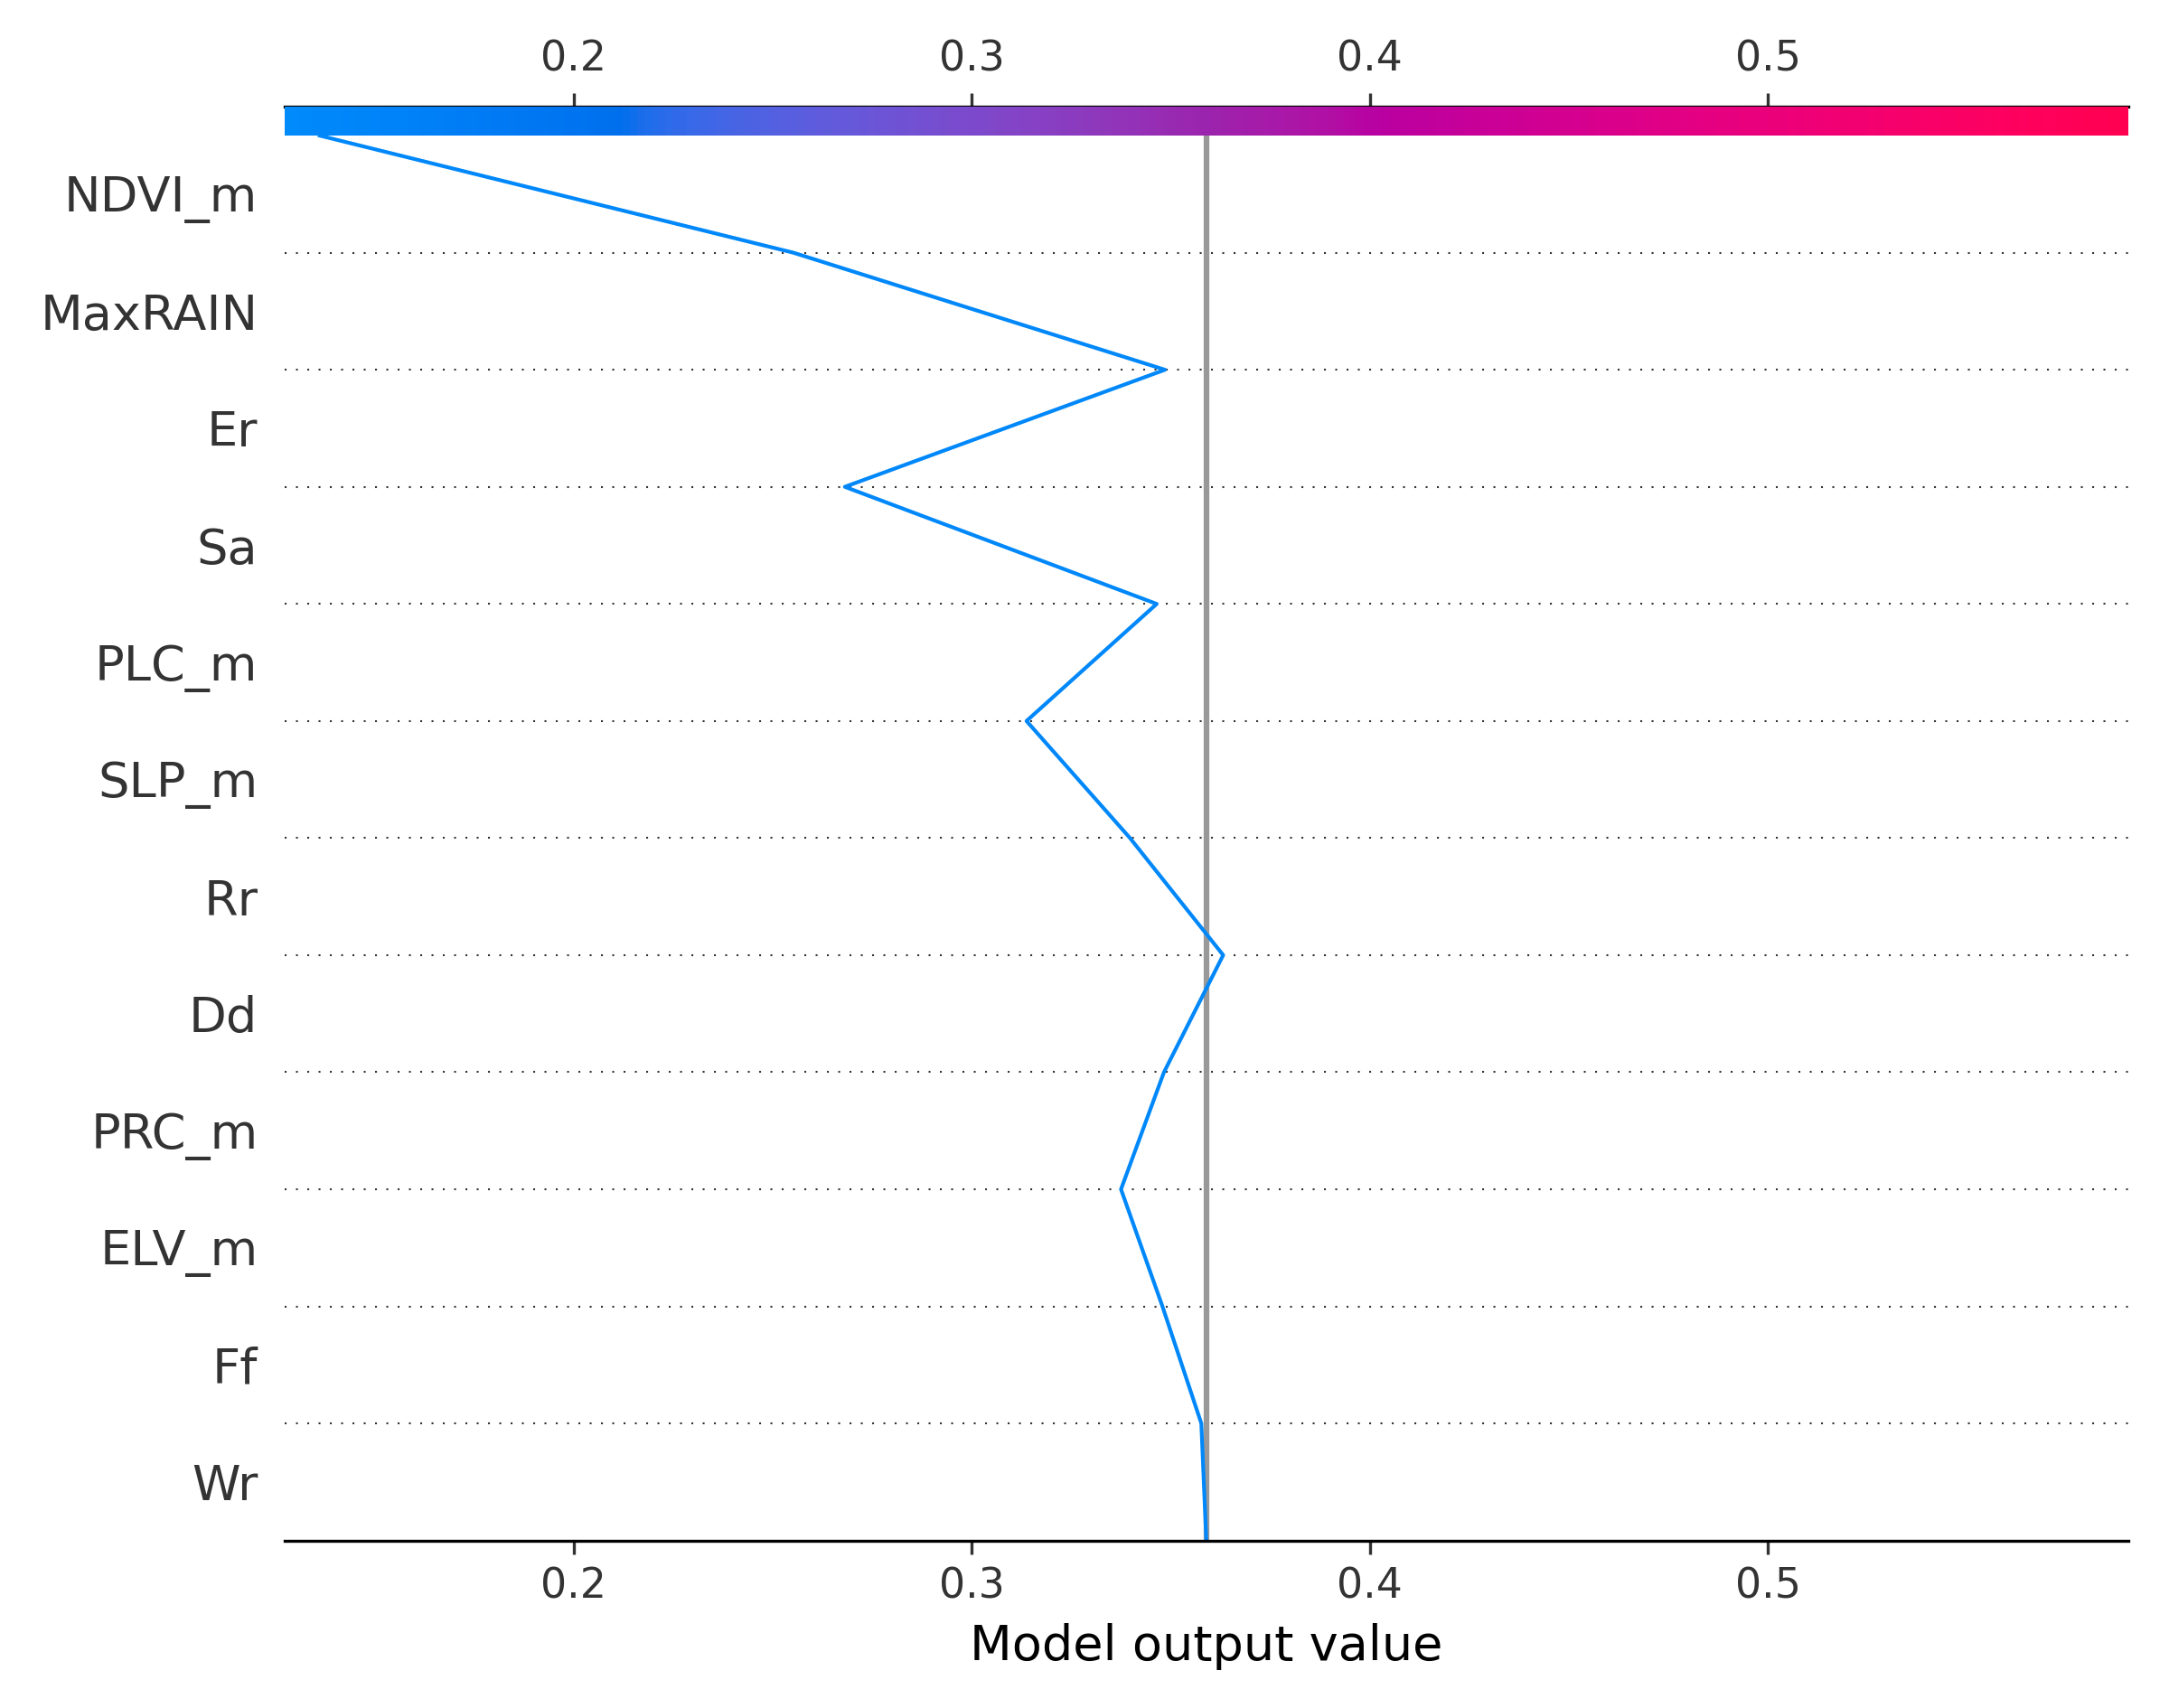 0.2 0.3 0.4 0.5
NDVI_m
MaxRAIN
Er
Sa
PLC_m
SLP_m
Rr
Dd
PRC_m
ELV_m
Ff
Wr
0.2 0.3 0.4 0.5
Model output value